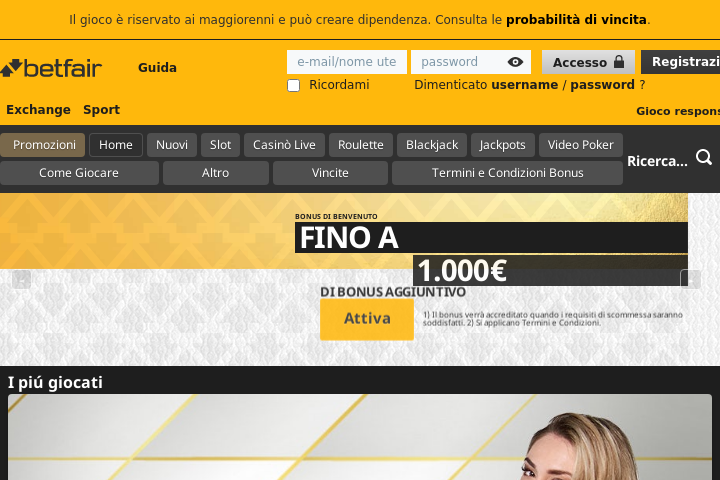 Il gioco è riservato ai maggiorenni e può creare dipendenza. Consulta le probabilità di vincita.
betfair
Guida
e-mail/nome ute
password
Accesso
Registrazi
Ricordami
Dimenticato username / password ?
Exchange Sport
Gioco respons
Promozioni Home Nuovi Slot Casinò Live Roulette Blackjack Jackpots Video Poker
Come Giocare Altro Vincite Termini e Condizioni Bonus
Ricerca...
BONUS DI BENVENUTO
FINO A
1.000€
DI BONUS AGGIUNTIVO
Attiva
1) Il bonus verrà accreditato quando i requisiti di scommessa saranno
soddisfatti. 2) Si applicano Termini e Condizioni.
I piú giocati